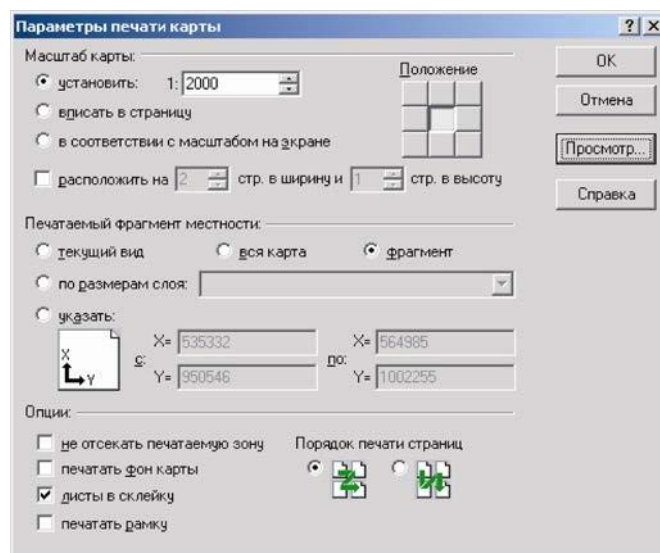 Параметры печати карты
Масштаб карты:
установить: 1: 2000
Положение
вписать в страницу
в соответствии с масштабом на экране
расположить на 2 стр. в ширину и 1 стр. в высоту
OK
Отмена
Просмотр...
Справка
Печатаемый фрагмент местности:
текущий вид
вся карта
фрагмент
по размерам слоя:
указать:
X
Y
с:
X= 535332
Y= 950546
по:
X= 564985
Y= 1002255
Опции:
не отсекать печатаемую зону
печатать фон карты
листы в склейку
печатать рамку
Порядок печати страниц